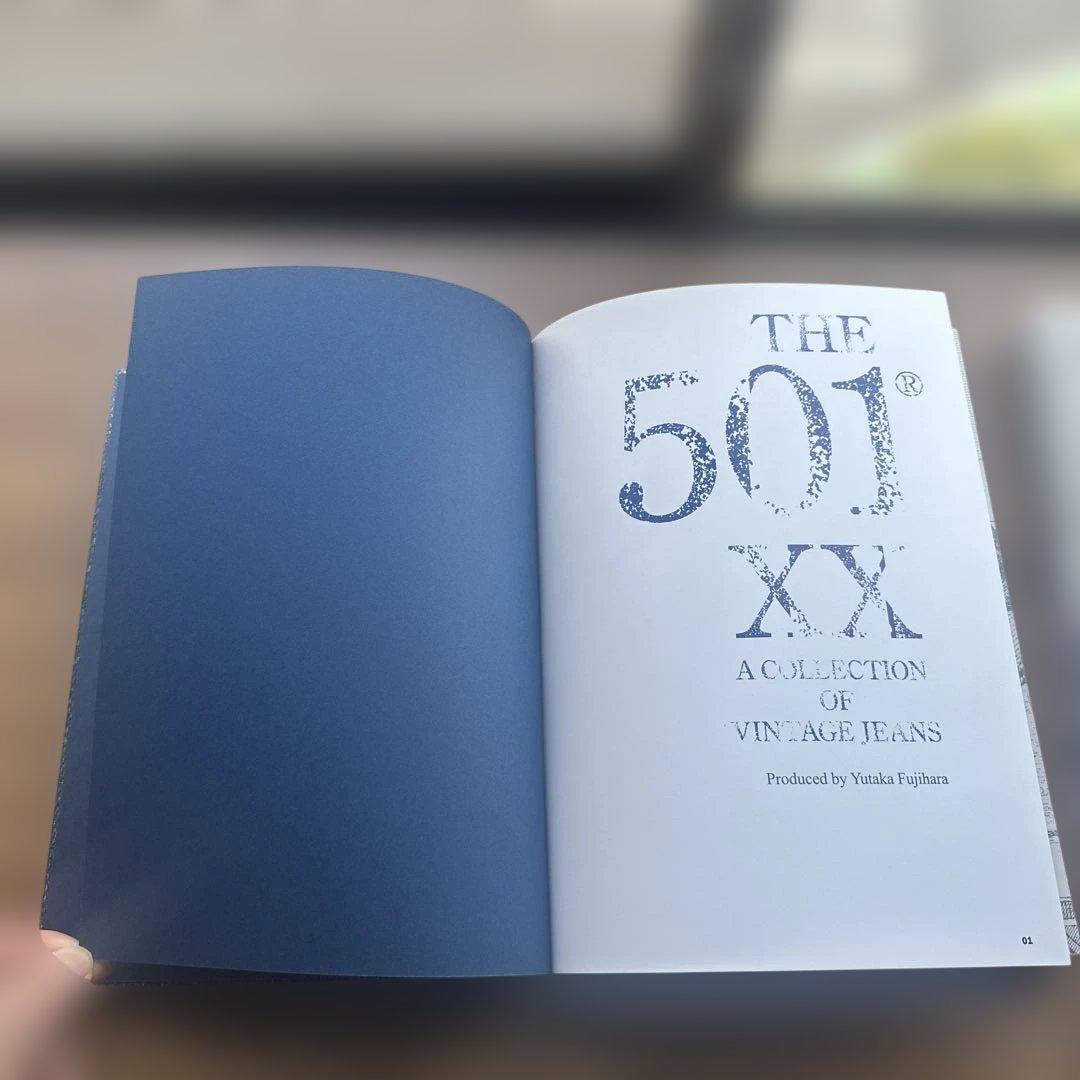 THE
501®
XX
A COLLECTION
OF
VINTAGE JEANS
Produced by Yutaka Fujihara
01